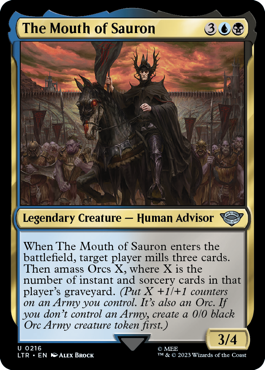 The Mouth of Sauron 3
Legendary Creature — Human Advisor
When The Mouth of Sauron enters the
battlefield, target player mills three cards.
Then amass Orcs X, where X is the
number of instant and sorcery cards in that
player's graveyard. (Put X +1/+1 counters
on an Army you control. It's also an Orc. If
you don't control an Army, create a 0/0 black
Orc Army creature token first.)
3/4
U 0216
LTR • EN ALEX BROCK
© MEE
™ & © 2023 Wizards of the Coast